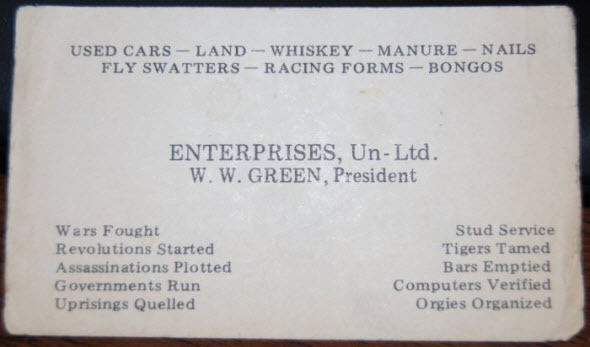 USED CARS — LAND — WHISKEY — MANURE — NAILS
FLY SWATTERS — RACING FORMS — BONGOS
ENTERPRISES, Un-Ltd.
W. W. GREEN, President
Wars Fought
Revolutions Started
Assassinations Plotted
Governments Run
Uprisings Quelled
Stud Service
Tigers Tamed
Bars Emptied
Computers Verified
Orgies Organized